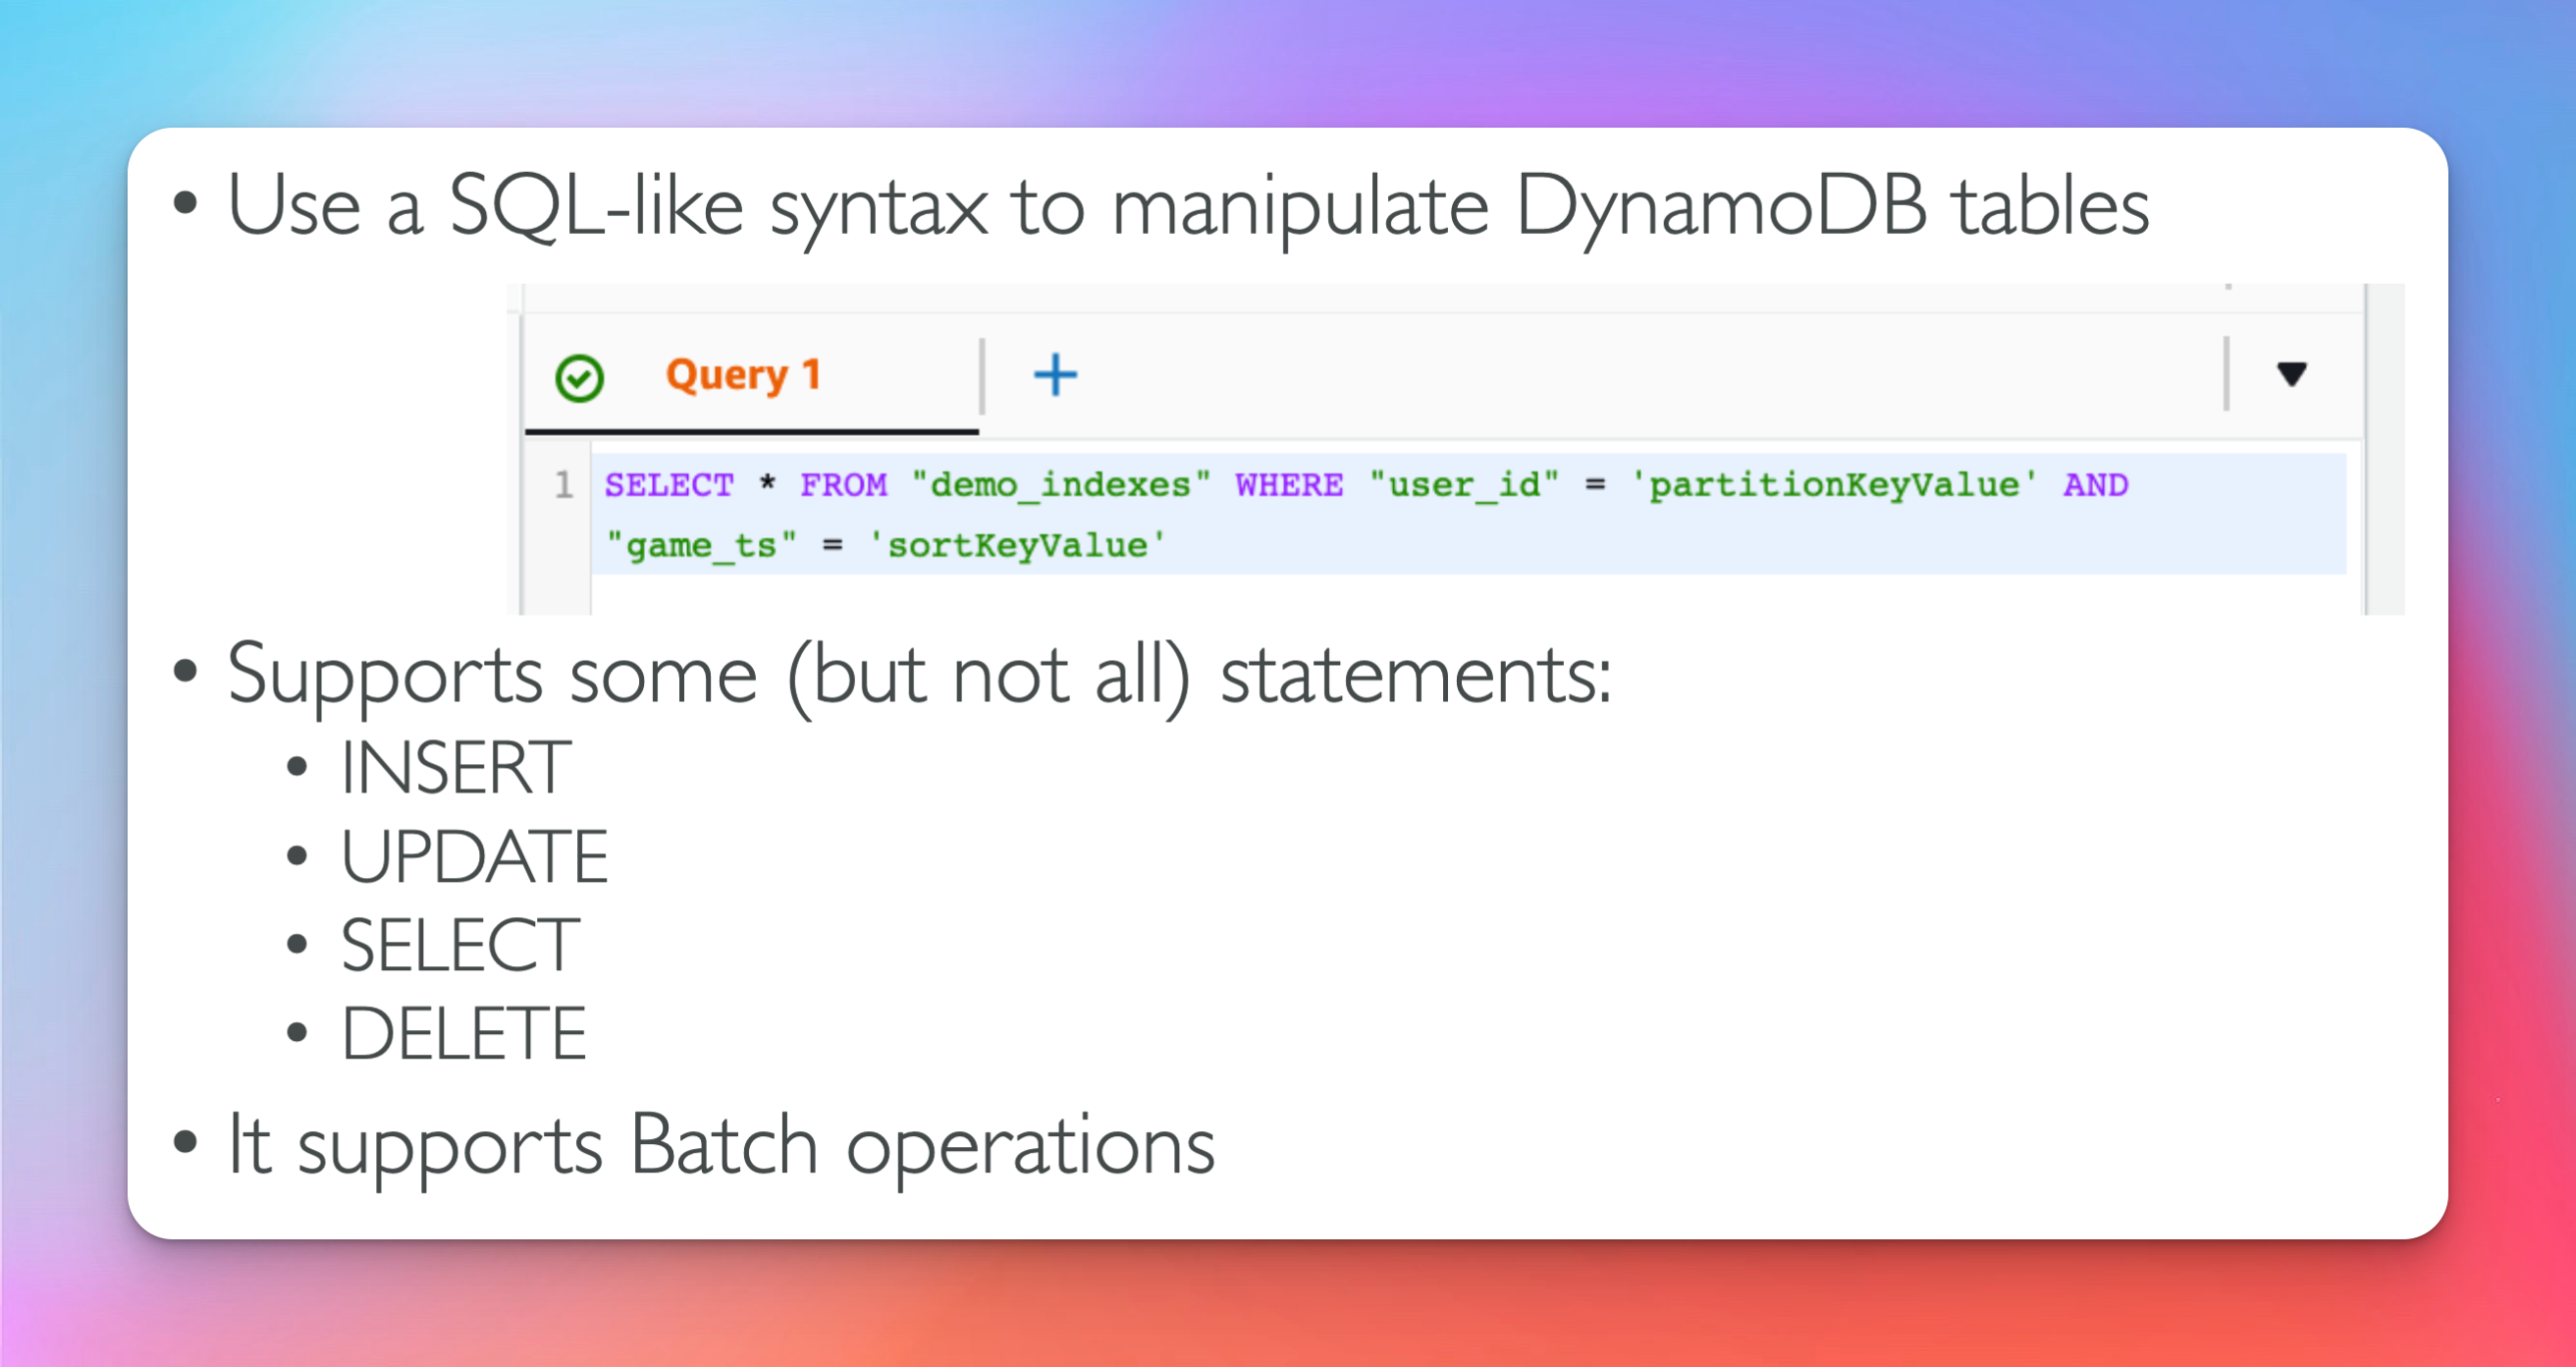 • Use a SQL-like syntax to manipulate DynamoDB tables
Query 1 +
1 SELECT * FROM "demo_indexes" WHERE "user_id" = 'partitionKeyValue' AND
"game_ts" = 'sortKeyValue'
• Supports some (but not all) statements:
• INSERT
• UPDATE
• SELECT
• DELETE
• It supports Batch operations